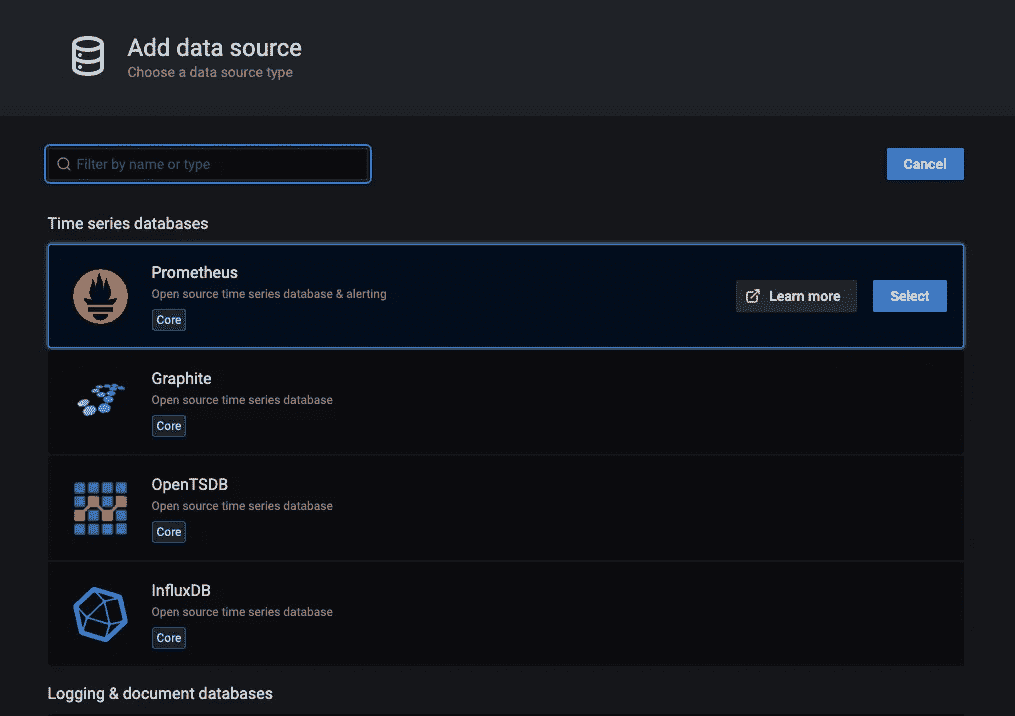 Add data source
Choose a data source type
Filter by name or type
Cancel
Time series databases
Prometheus
Open source time series database & alerting
Core
Learn more
Select
Graphite
Open source time series database
Core
OpenTSDB
Open source time series database
Core
InfluxDB
Open source time series database
Core
Logging & document databases